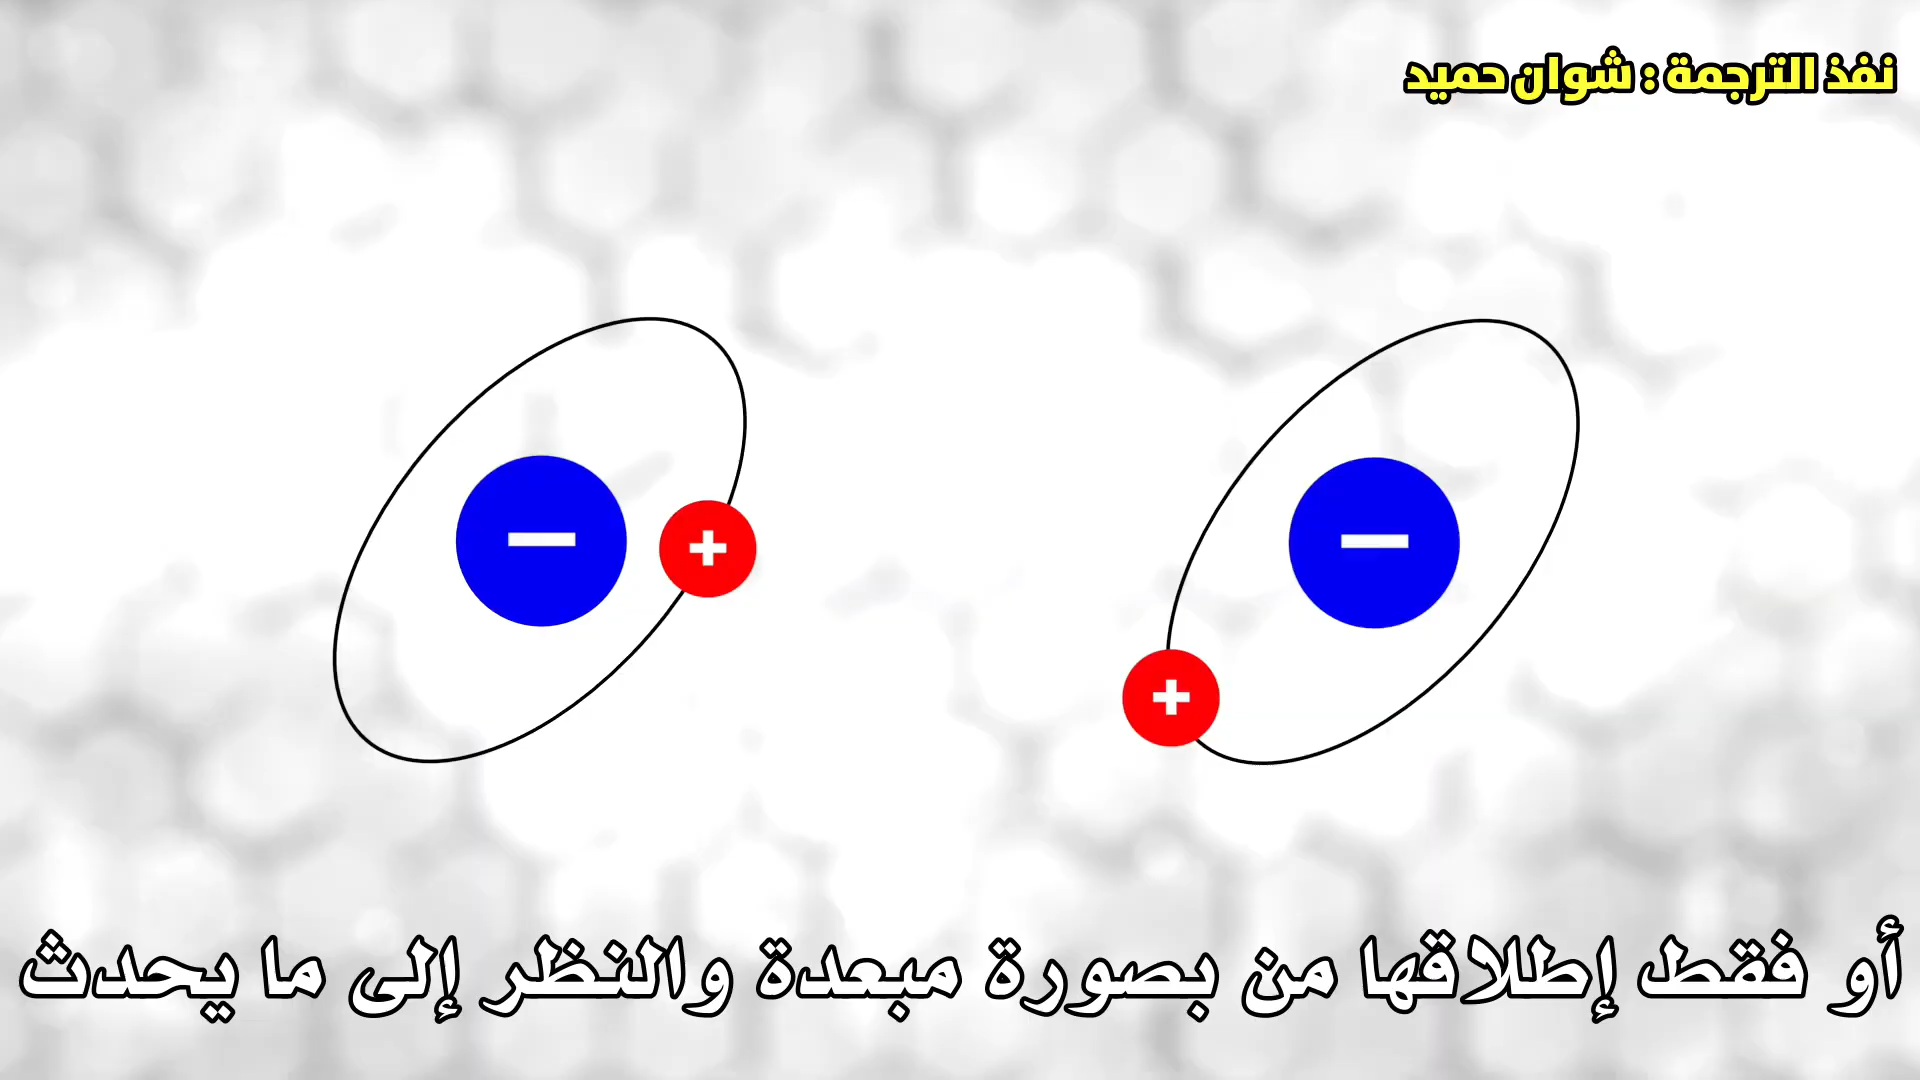 نفذ الترجمة : شوان حميد
− + − +
أو فقط إطلاقها من بصورة مبعدة والنظر إلى ما يحدث